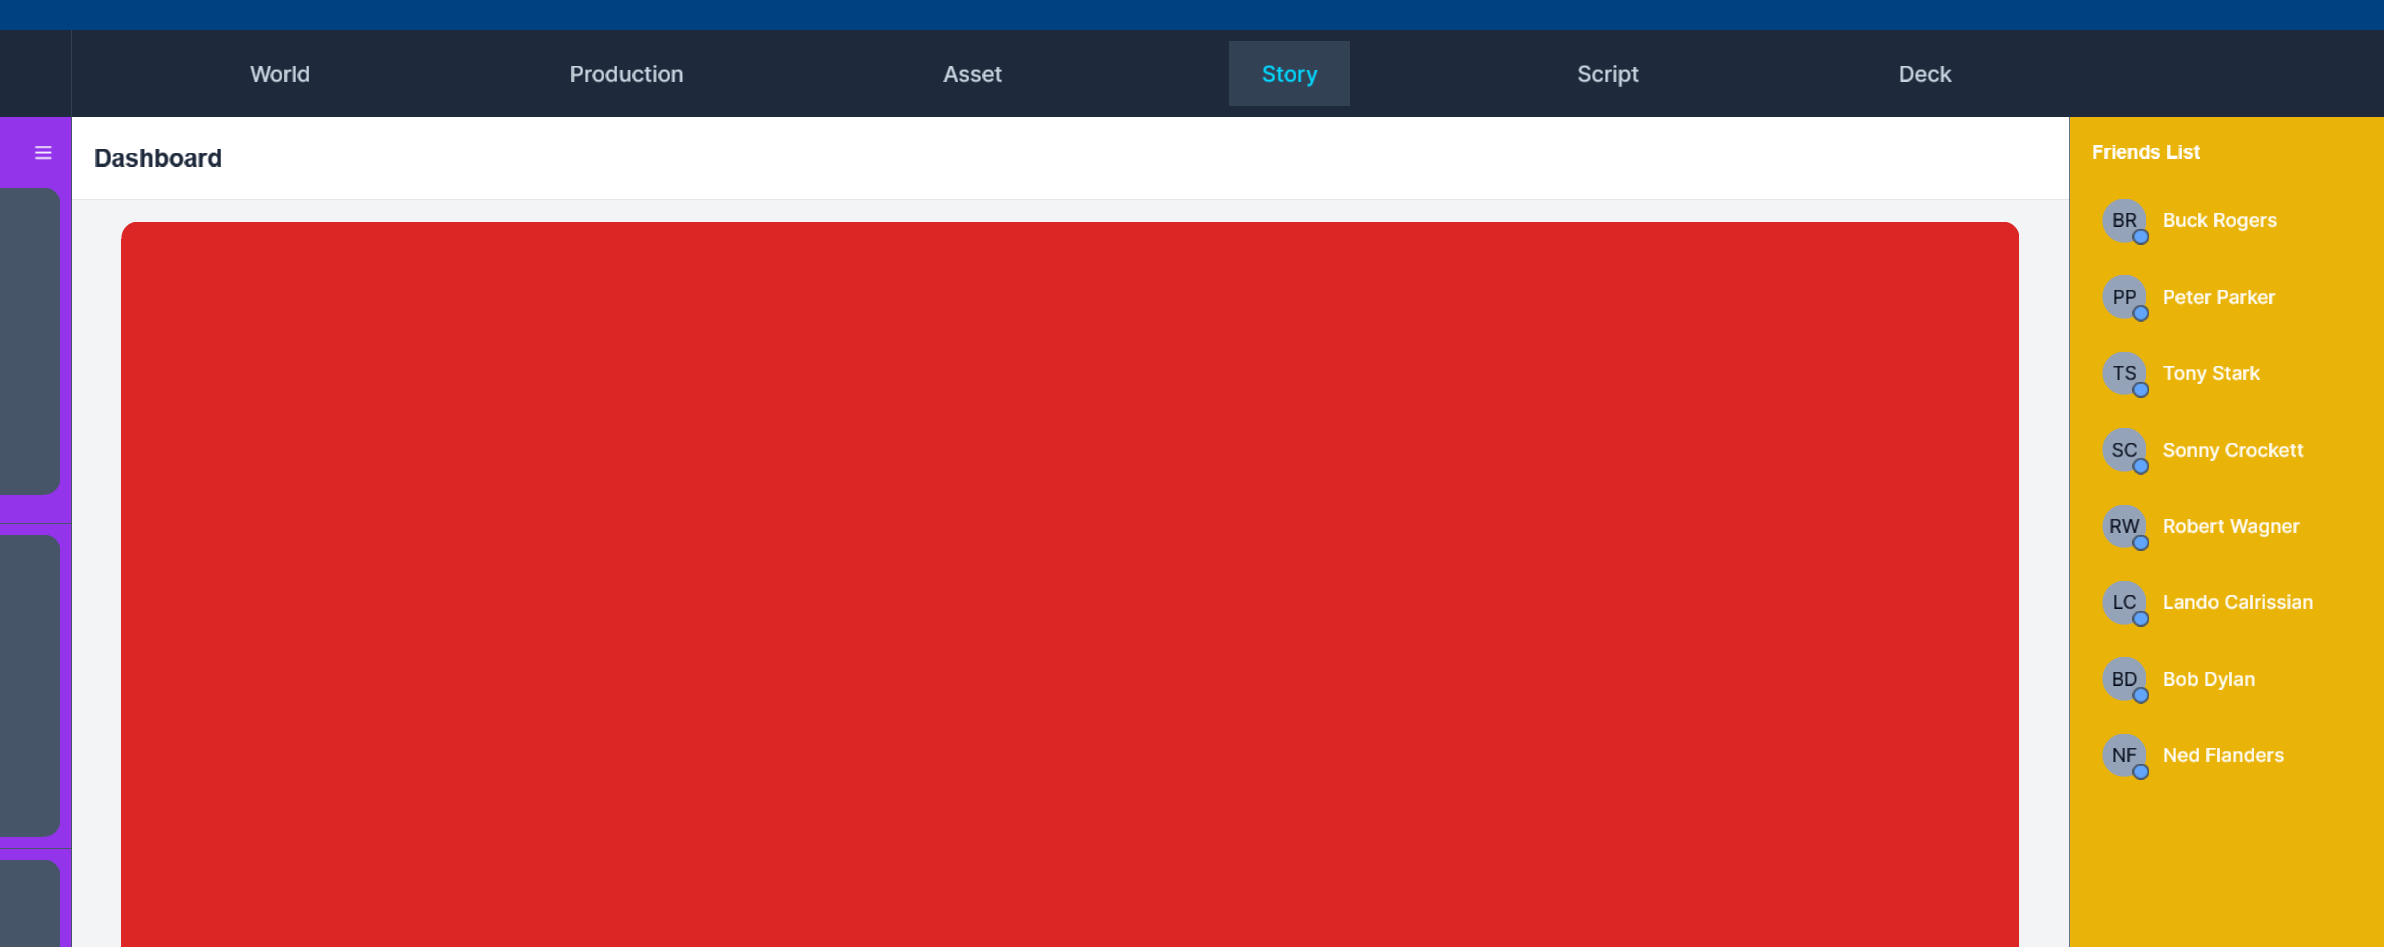 World Production Asset Story Script Deck
Dashboard
Friends List
BR Buck Rogers
PP Peter Parker
TS Tony Stark
SC Sonny Crockett
RW Robert Wagner
LC Lando Calrissian
BD Bob Dylan
NF Ned Flanders